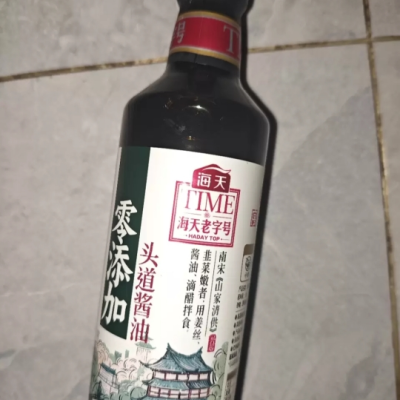 海天
TIME
海天老字号
HADAY TOP
零添加
头道酱油
南宋《山家清供》
韭菜嫩者,用姜丝、
酱油、滴醋拌食。